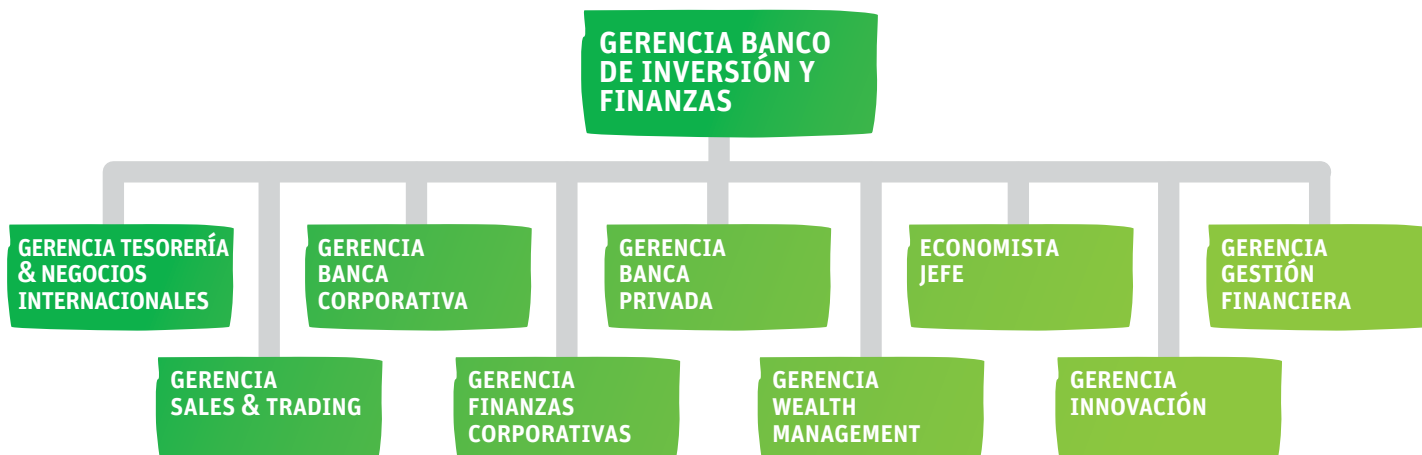 GERENCIA BANCO
DE INVERSIÓN Y
FINANZAS
GERENCIA TESORERÍA
& NEGOCIOS
INTERNACIONALES
GERENCIA
BANCA
CORPORATIVA
GERENCIA
BANCA
PRIVADA
ECONOMISTA
JEFE
GERENCIA
GESTIÓN
FINANCIERA
GERENCIA
SALES & TRADING
GERENCIA
FINANZAS
CORPORATIVAS
GERENCIA
WEALTH
MANAGEMENT
GERENCIA
INNOVACIÓN